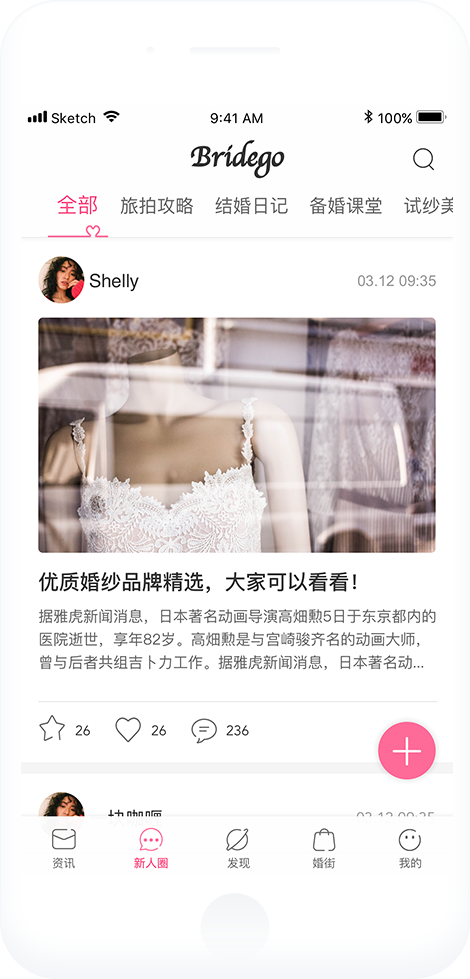 Sketch 9:41 AM 100%
Bridego
全部 旅拍攻略 结婚日记 备婚课堂 试纱美
Shelly 03.12 09:35
优质婚纱品牌精选，大家可以看看！
据雅虎新闻消息，日本著名动画导演高畑勲5日于东京都内的
医院逝世，享年82岁。高畑勲是与宫崎骏齐名的动画大师，
曾与后者共组吉卜力工作。据雅虎新闻消息，日本著名动...
26 26 236
03.12 09:35
资讯 新人圈 发现 婚街 我的